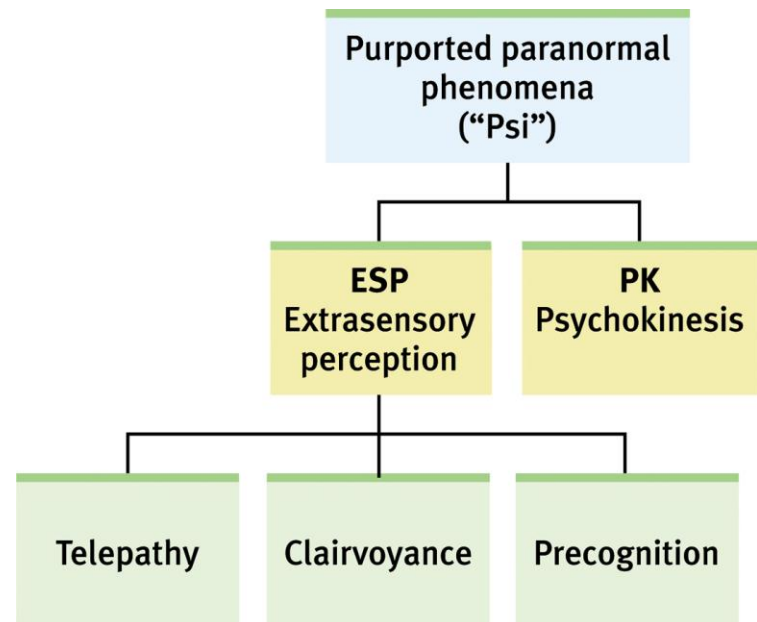 Purported paranormal
phenomena
(“Psi”)
ESP
Extrasensory
perception
PK
Psychokinesis
Telepathy
Clairvoyance
Precognition